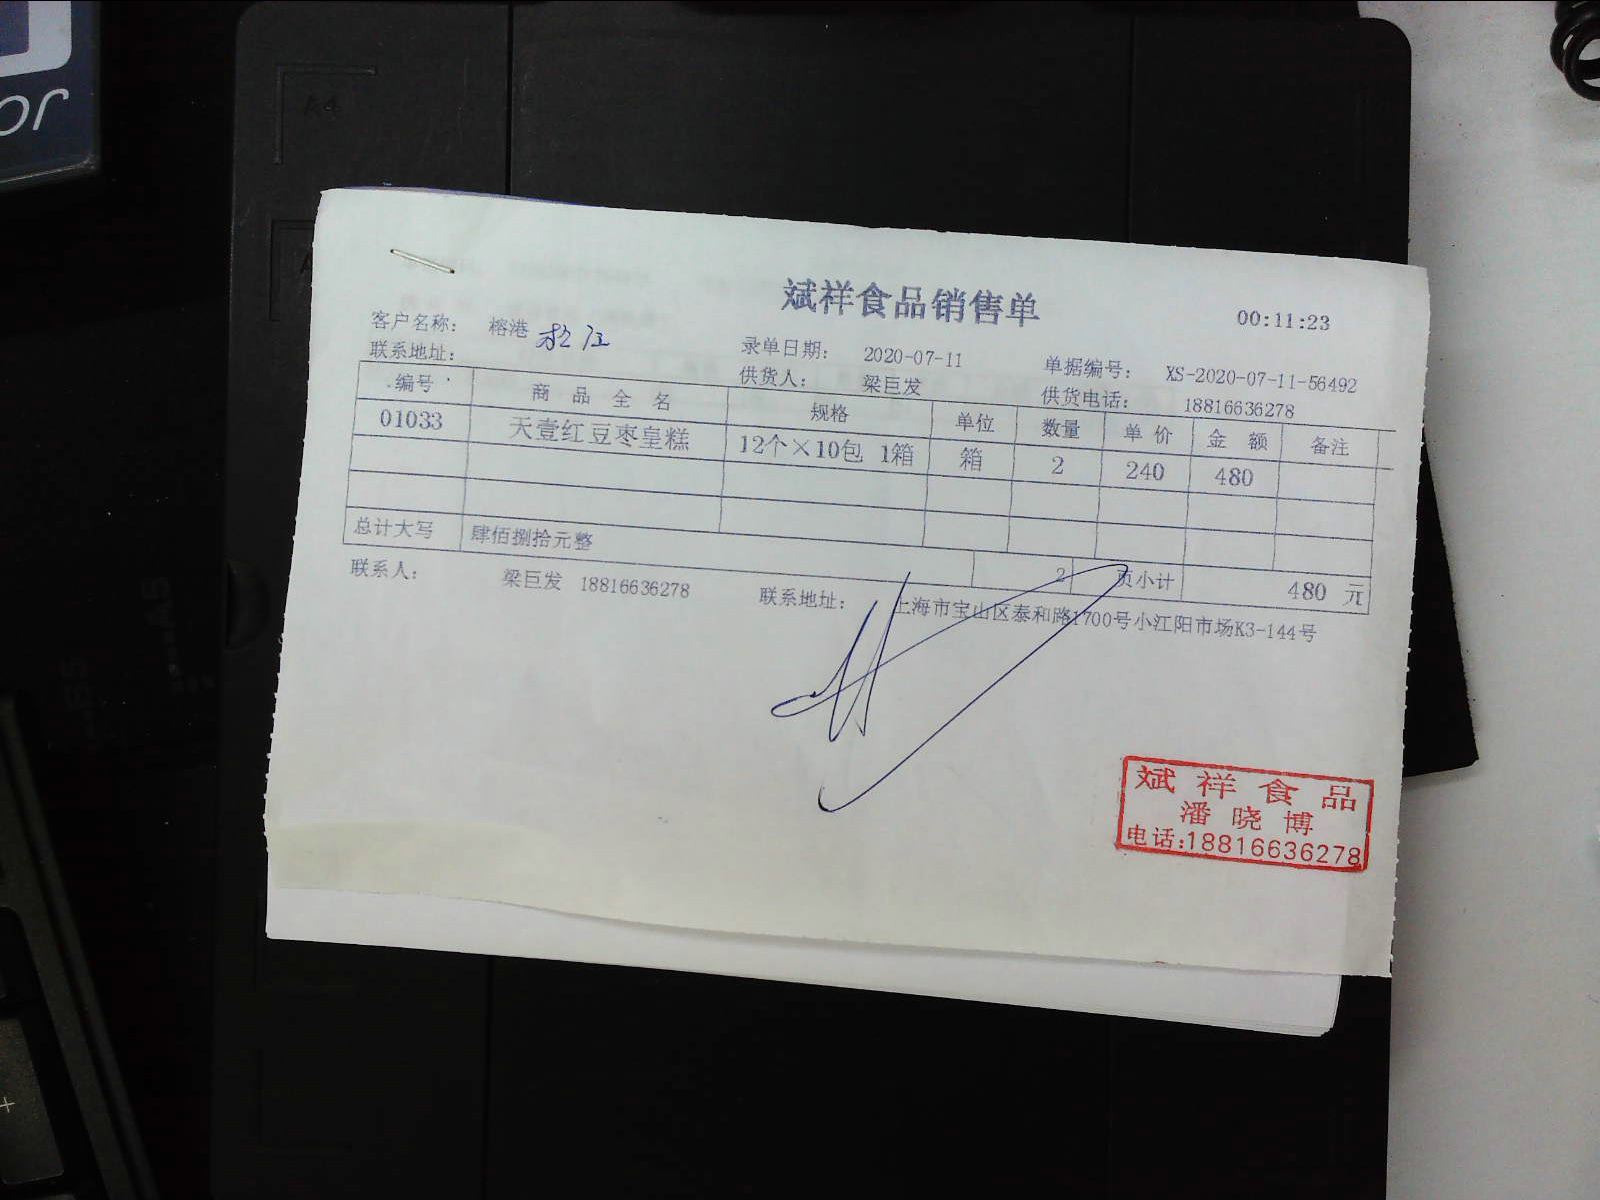 or
A4
斌祥食品销售单
00:11:23
客户名称： 榕港 松江 录单日期： 2020-07-11 单据编号： XS-2020-07-11-56492
联系地址： 供货人： 梁巨发 供货电话： 18816636278
编号 商品全名 规格 单位 数量 单价 金额 备注
01033 天壹红豆枣皇糕 12个×10包 1箱 箱 2 240 480
总计大写 肆佰捌拾元整 2 页小计 480 元
联系人： 梁巨发 18816636278 联系地址： 上海市宝山区泰和路1700号小江阳市场K3-144号
斌祥食品
潘晓博
电话:18816636278